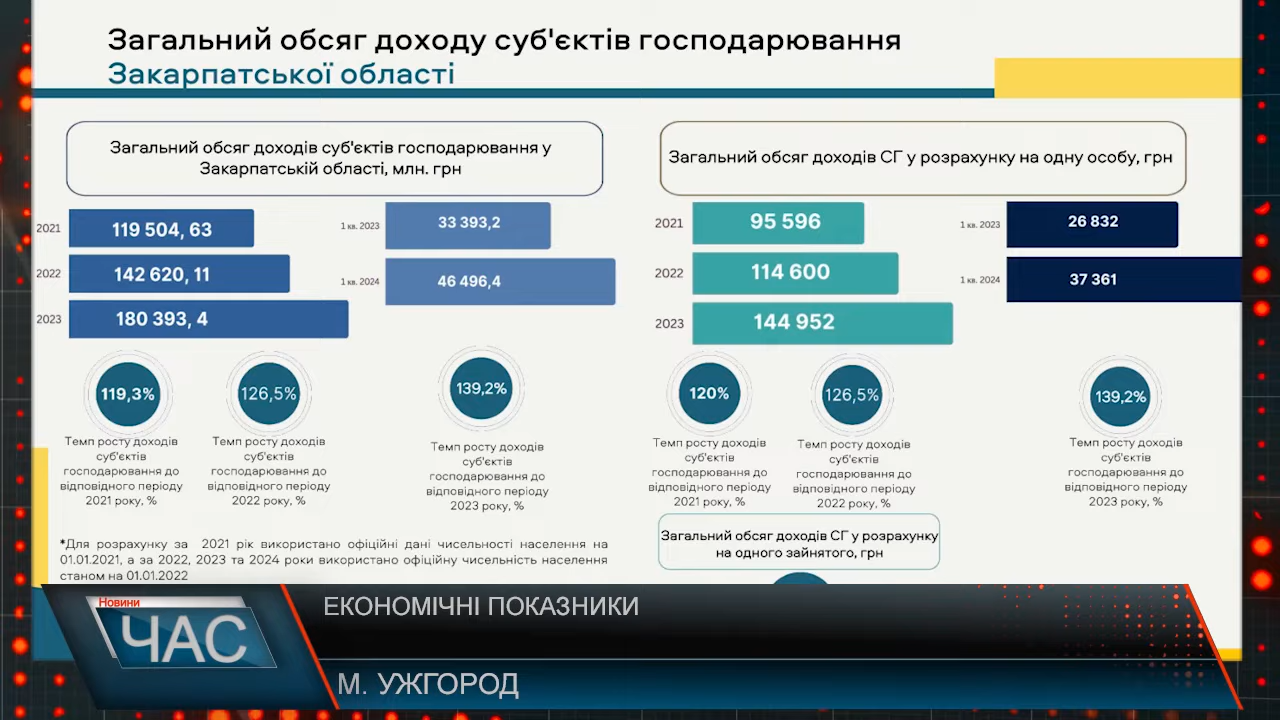 Загальний обсяг доходу суб'єктів господарювання
Закарпатської області
Загальний обсяг доходів суб'єктів господарювання у
Закарпатській області, млн. грн
2021
119 504, 63
2022
142 620, 11
2023
180 393, 4
1 кв. 2023
33 393,2
1 кв. 2024
46 496,4
119,3%
Темп росту доходів
суб'єктів
господарювання до
відповідного періоду
2021 року, %
126,5%
Темп росту доходів
суб'єктів
господарювання до
відповідного періоду
2022 року, %
139,2%
Темп росту доходів
суб'єктів
господарювання до
відповідного періоду
2023 року, %
*Для розрахунку за 2021 рік використано офіційні дані чисельності населення на
01.01.2021, а за 2022, 2023 та 2024 роки використано офіційну чисельність населення
станом на 01.01.2022
Загальний обсяг доходів СГ у розрахунку на одну особу, грн
2021
95 596
2022
114 600
2023
144 952
1 кв. 2023
26 832
1 кв. 2024
37 361
120%
Темп росту доходів
суб'єктів
господарювання до
відповідного періоду
2021 року, %
126,5%
Темп росту доходів
суб'єктів
господарювання до
відповідного періоду
2022 року, %
139,2%
Темп росту доходів
суб'єктів
господарювання до
відповідного періоду
2023 року, %
Загальний обсяг доходів СГ у розрахунку
на одного зайнятого, грн
Новини
ЧАС
ЕКОНОМІЧНІ ПОКАЗНИКИ
М. УЖГОРОД